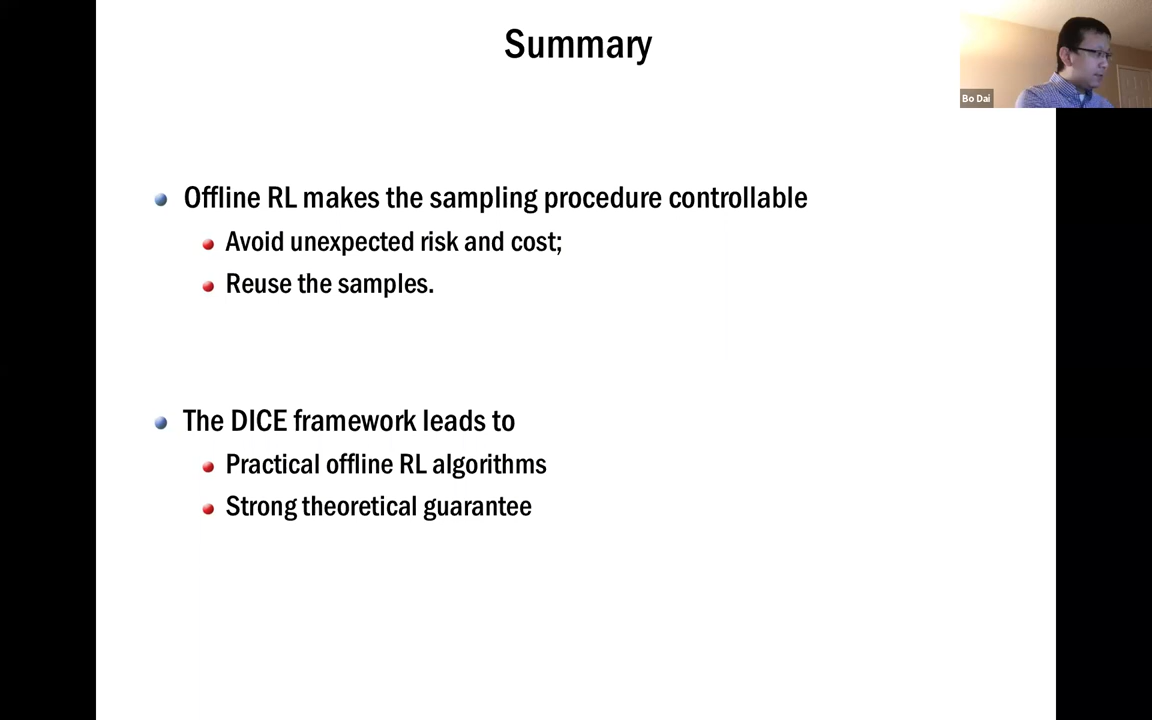 Summary
Bo Dai
Offline RL makes the sampling procedure controllable
Avoid unexpected risk and cost;
Reuse the samples.
The DICE framework leads to
Practical offline RL algorithms
Strong theoretical guarantee